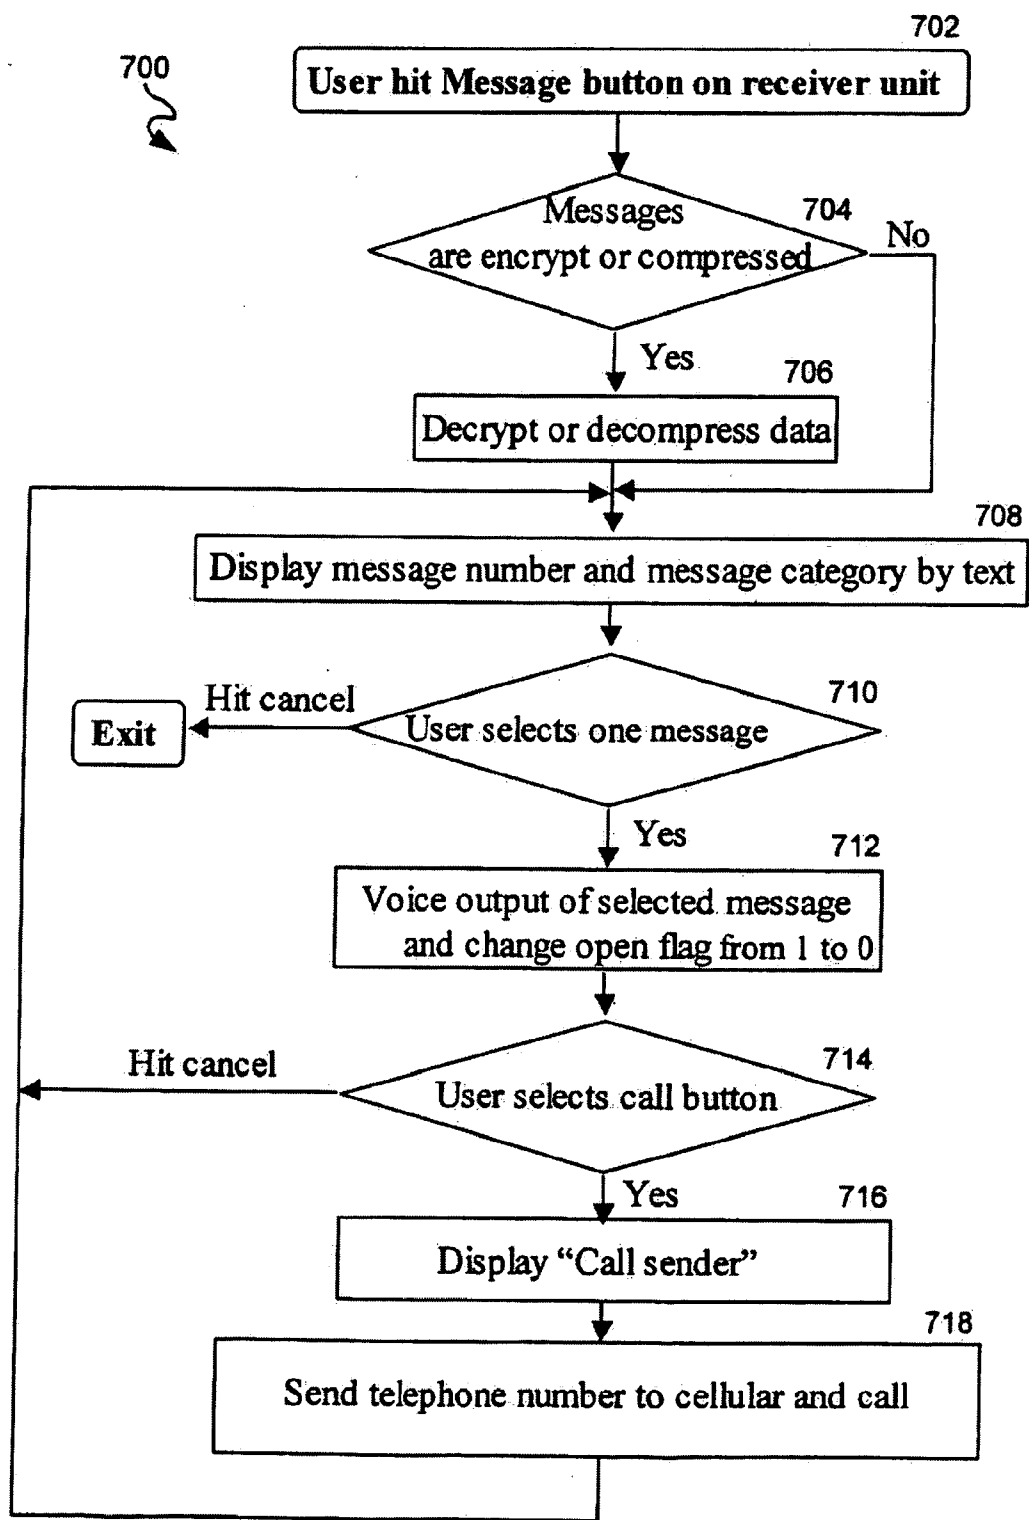 702
700
User hit Message button on receiver unit
Messages
704
No
are encrypt or compressed
Yes
706
Decrypt or decompress data
708
Display message number and message category by text
Hit cancel
710
Exit
User selects one message
Yes
712
Voice output of selected message
and change open flag from 1 to 0
Hit cancel
714
User selects call button
Yes
716
Display “Call sender”
718
Send telephone number to cellular and call